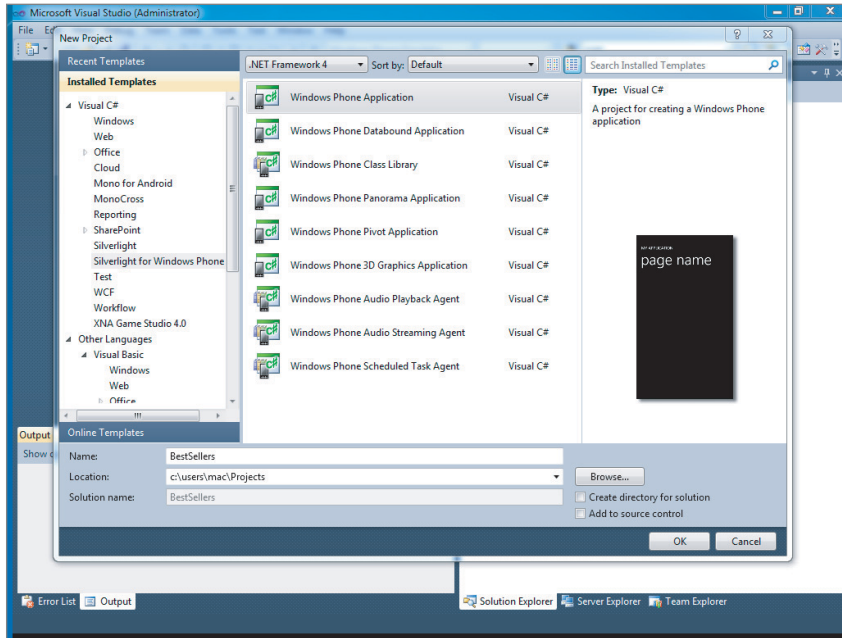 Microsoft Visual Studio (Administrator)
File
New Project
Recent Templates
Installed Templates
Visual C#
Windows
Web
Office
Cloud
Mono for Android
MonoCross
Reporting
SharePoint
Silverlight
Silverlight for Windows Phone
Test
WCF
Workflow
XNA Game Studio 4.0
Other Languages
Visual Basic
Windows
Web
Office
Online Templates
.NET Framework 4
Sort by: Default
Search Installed Templates
Windows Phone Application Visual C#
Windows Phone Databound Application Visual C#
Windows Phone Class Library Visual C#
Windows Phone Panorama Application Visual C#
Windows Phone Pivot Application Visual C#
Windows Phone 3D Graphics Application Visual C#
Windows Phone Audio Playback Agent Visual C#
Windows Phone Audio Streaming Agent Visual C#
Windows Phone Scheduled Task Agent Visual C#
Type: Visual C#
A project for creating a Windows Phone
application
MY APPLICATION
page name
Name: BestSellers
Location: c:\users\mac\Projects
Browse...
Solution name: BestSellers
Create directory for solution
Add to source control
OK
Cancel
Output
Show
Error List
Output
Solution Explorer
Server Explorer
Team Explorer